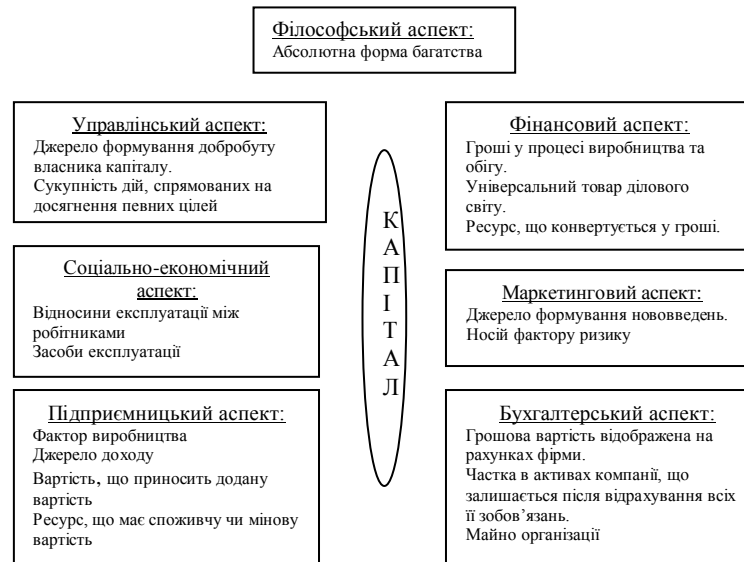 Філософський аспект:
Абсолютна форма багатства
Управлінський аспект:
Джерело формування добробуту
власника капіталу.
Сукупність дій, спрямованих на
досягнення певних цілей
Соціально-економічний
аспект:
Відносини експлуатації між
робітниками
Засоби експлуатації
Підприємницький аспект:
Фактор виробництва
Джерело доходу
Вартість, що приносить додану
вартість
Ресурс, що має споживчу чи мінову
вартість
К
А
П
І
Т
А
Л
Фінансовий аспект:
Гроші у процесі виробництва та
обігу.
Універсальний товар ділового
світу.
Ресурс, що конвертується у гроші.
Маркетинговий аспект:
Джерело формування нововведень.
Носій фактору ризику
Бухгалтерський аспект:
Грошова вартість відображена на
рахунках фірми.
Частка в активах компанії, що
залишається після відрахування всіх
її зобов’язань.
Майно організації